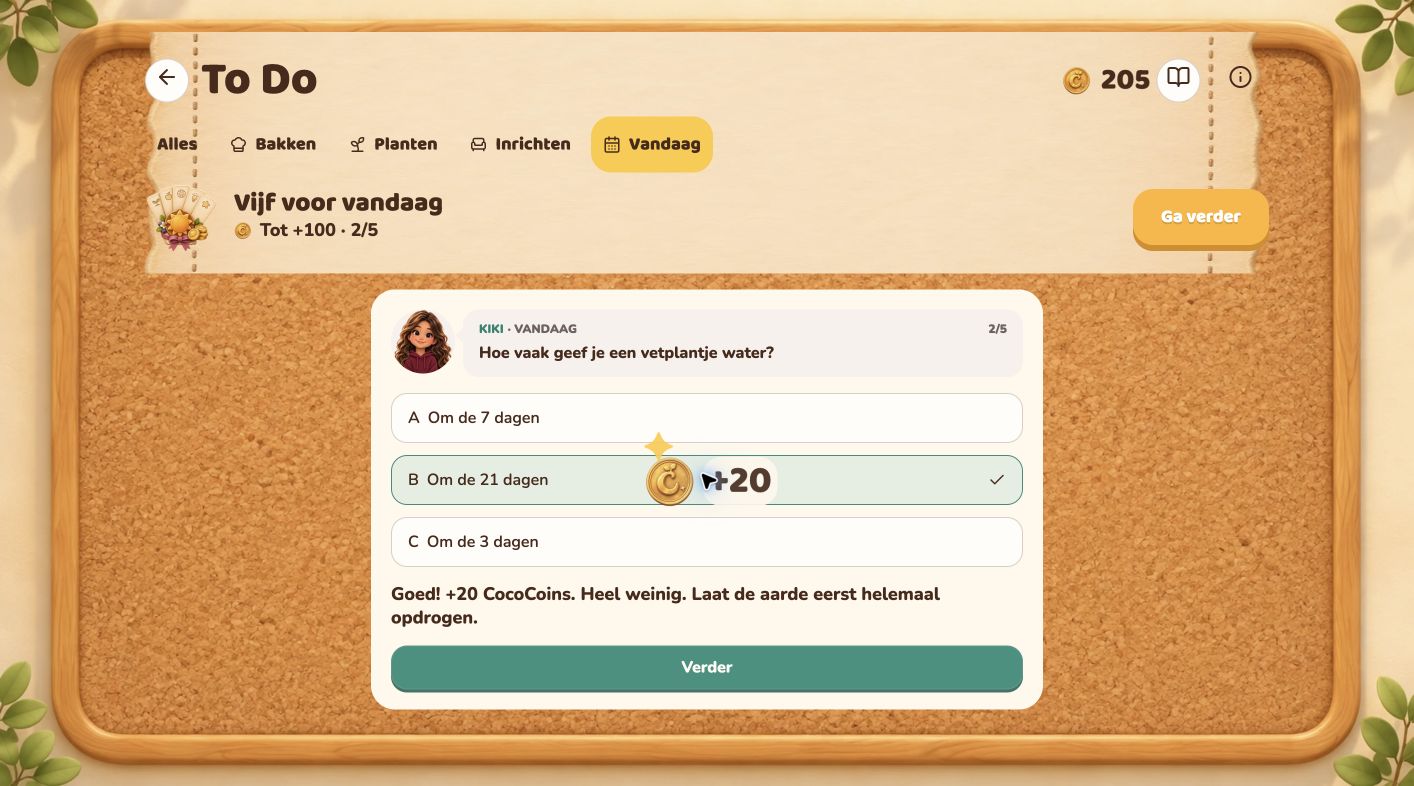 To Do
205
Alles
Bakken
Planten
Inrichten
Vandaag
Vijf voor vandaag
Tot +100 · 2/5
Ga verder
KIKI · VANDAAG
2/5
Hoe vaak geef je een vetplantje water?
A Om de 7 dagen
B Om de 21 dagen
+20
C Om de 3 dagen
Goed! +20 CocoCoins. Heel weinig. Laat de aarde eerst helemaal
opdrogen.
Verder